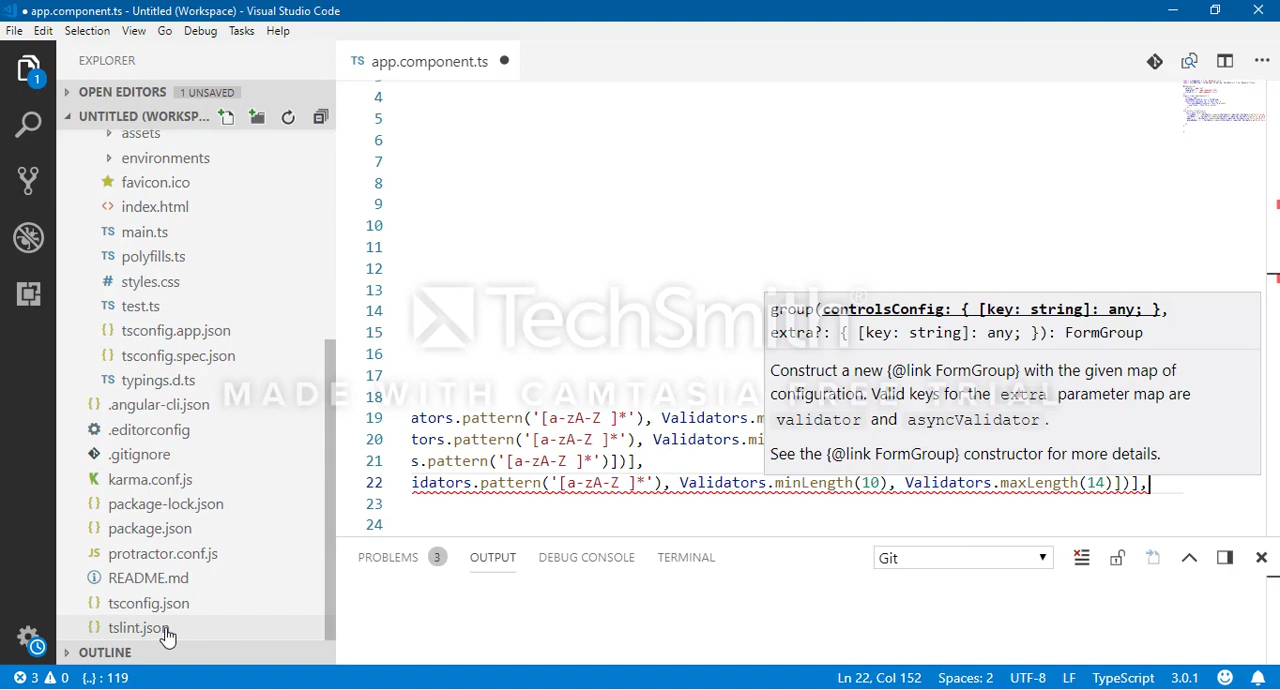 app.component.ts - Untitled (Workspace) - Visual Studio Code
File Edit Selection View Go Debug Tasks Help
EXPLORER
TS app.component.ts
OPEN EDITORS 1 UNSAVED
UNTITLED (WORKSP...
assets
environments
favicon.ico
index.html
TS main.ts
TS polyfills.ts
# styles.css
TS test.ts
{} tsconfig.app.json
{} tsconfig.spec.json
TS typings.d.ts
{} .angular-cli.json
.editorconfig
.gitignore
karma.conf.js
{} package-lock.json
{} package.json
JS protractor.conf.js
README.md
{} tsconfig.json
{} tslint.json
OUTLINE
1
4
5
6
7
8
9
10
11
12
13
14
15
16
17
18
19 ators.pattern('[a-zA-Z ]*'), Validators.m
20 tors.pattern('[a-zA-Z ]*'), Validators.mi
21 s.pattern('[a-zA-Z ]*')])],
22 idators.pattern('[a-zA-Z ]*'), Validators.minLength(10), Validators.maxLength(14)])],
23
24
group(controlsConfig: { [key: string]: any; },
extra?: { [key: string]: any; }): FormGroup
Construct a new {@link FormGroup} with the given map of
configuration. Valid keys for the extra parameter map are
validator and asyncValidator .
See the {@link FormGroup} constructor for more details.
TechSmith®
MADE WITH CAMTASIA FREE TRIAL
PROBLEMS 3 OUTPUT DEBUG CONSOLE TERMINAL Git
3 0 {..} : 119 Ln 22, Col 152 Spaces: 2 UTF-8 LF TypeScript 3.0.1